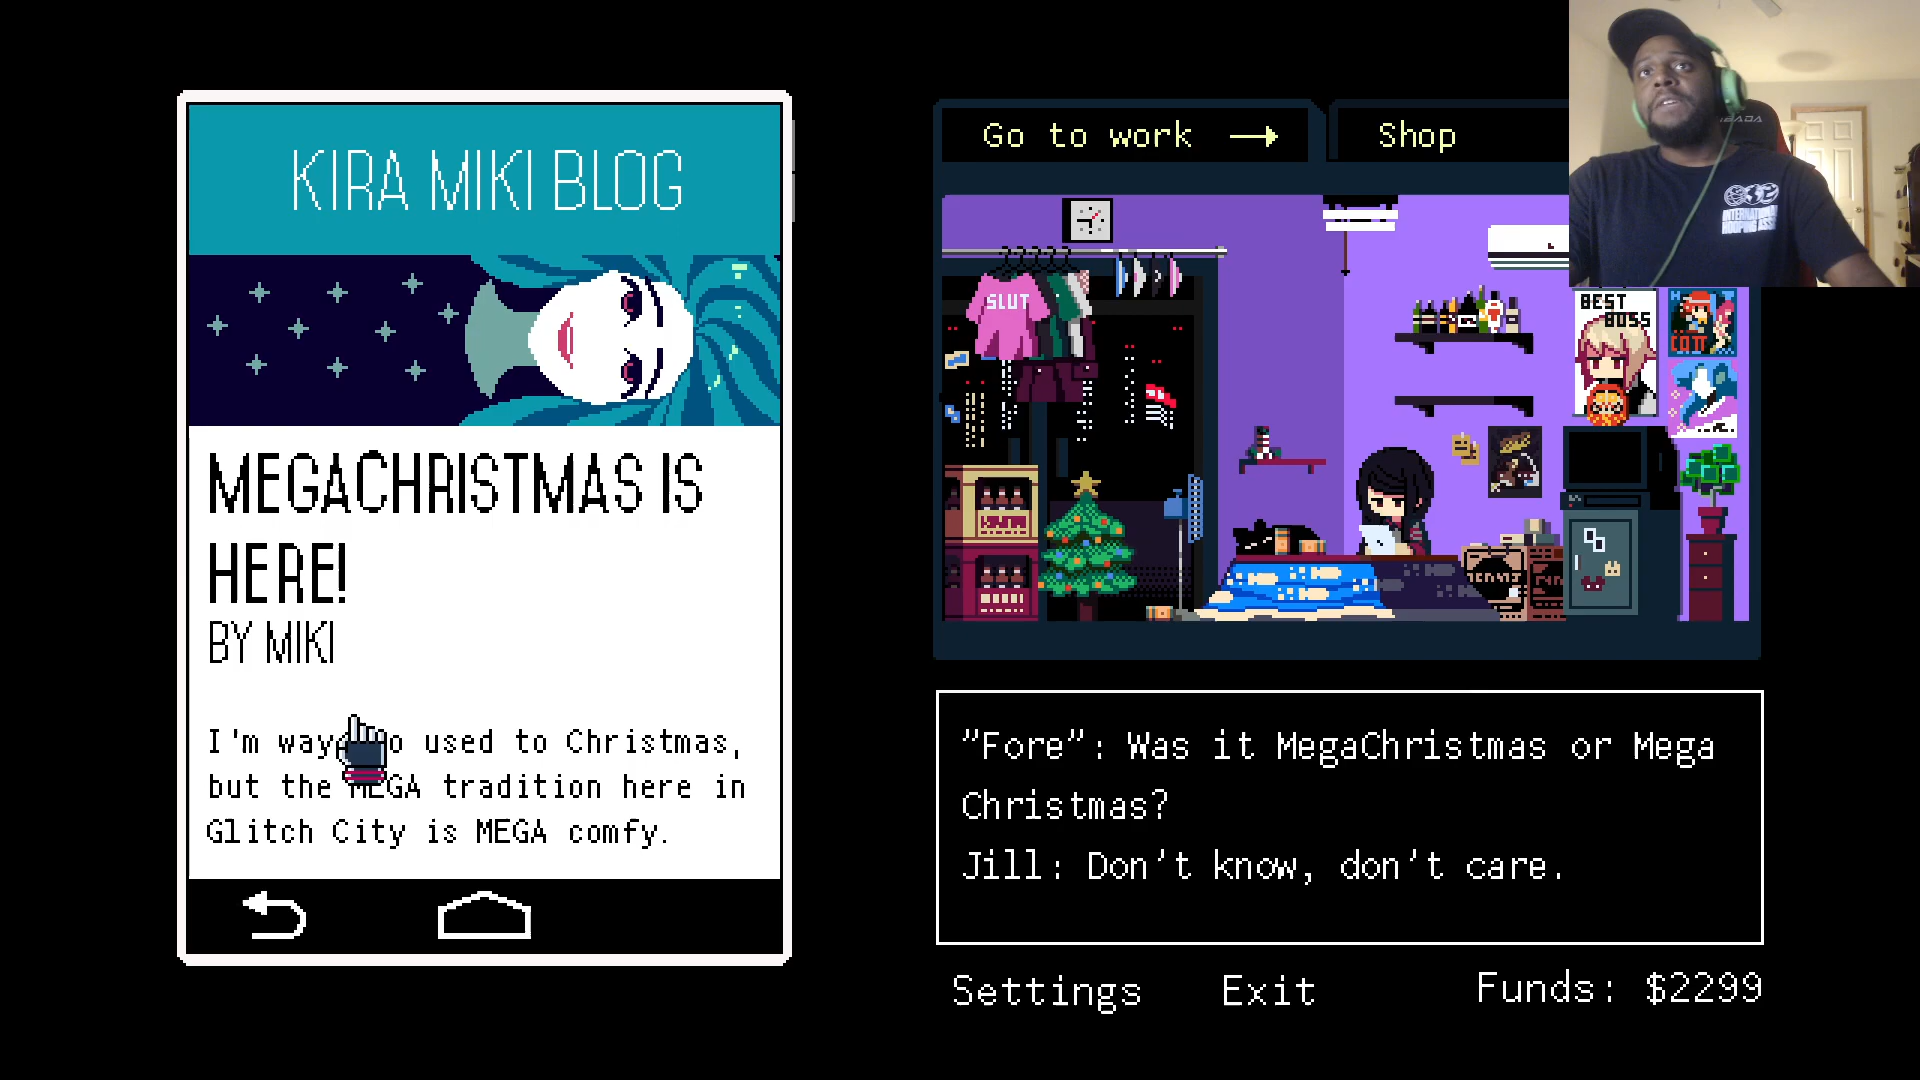 KIRA MIKI BLOG
MEGACHRISTMAS IS
HERE!
BY MIKI
I'm way used to Christmas,
but the MEGA tradition here in
Glitch City is MEGA comfy.
Go to work →
Shop
SLUT
BEST
BOSS
"Fore": Was it MegaChristmas or Mega
Christmas?
Jill: Don't know, don't care.
Settings
Exit
Funds: $2299